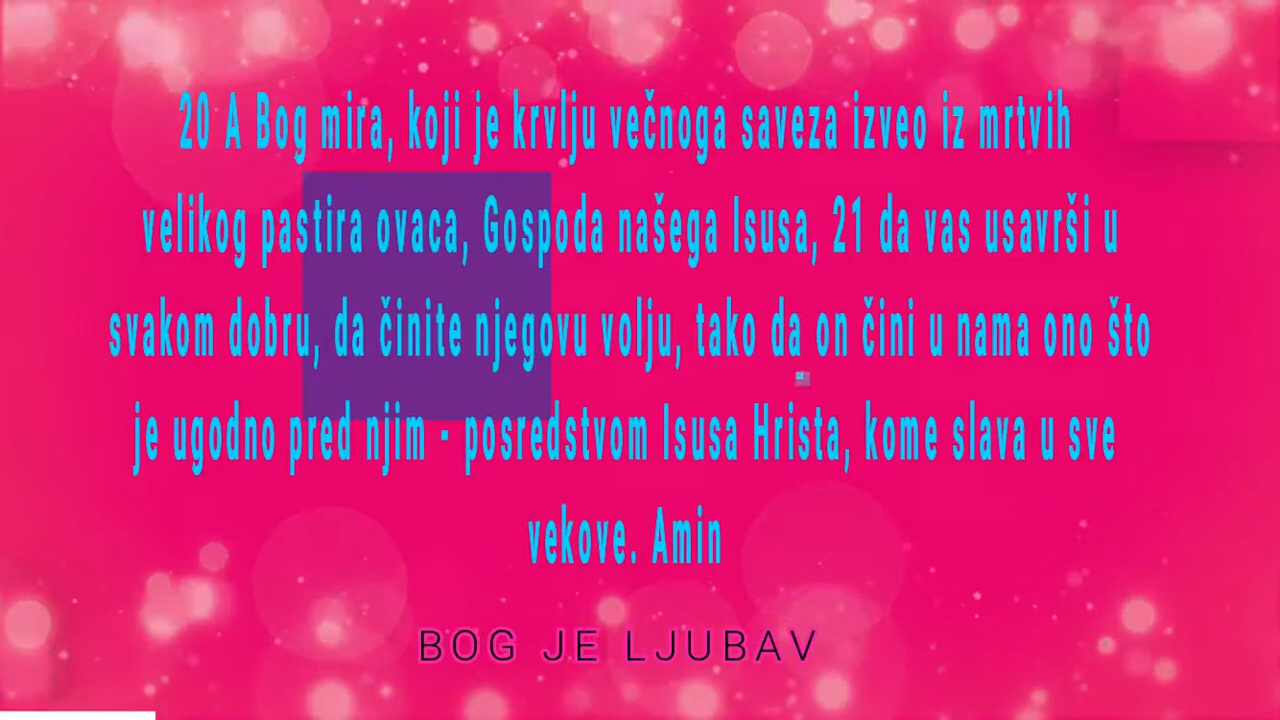 20 A Bog mira, koji je krvlju večnoga saveza izveo iz mrtvih
velikog pastira ovaca, Gospoda našega Isusa, 21 da vas usavrši u
svakom dobru, da činite njegovu volju, tako da on čini u nama ono što
je ugodno pred njim - posredstvom Isusa Hrista, kome slava u sve
vekove. Amin
BOG JE LJUBAV